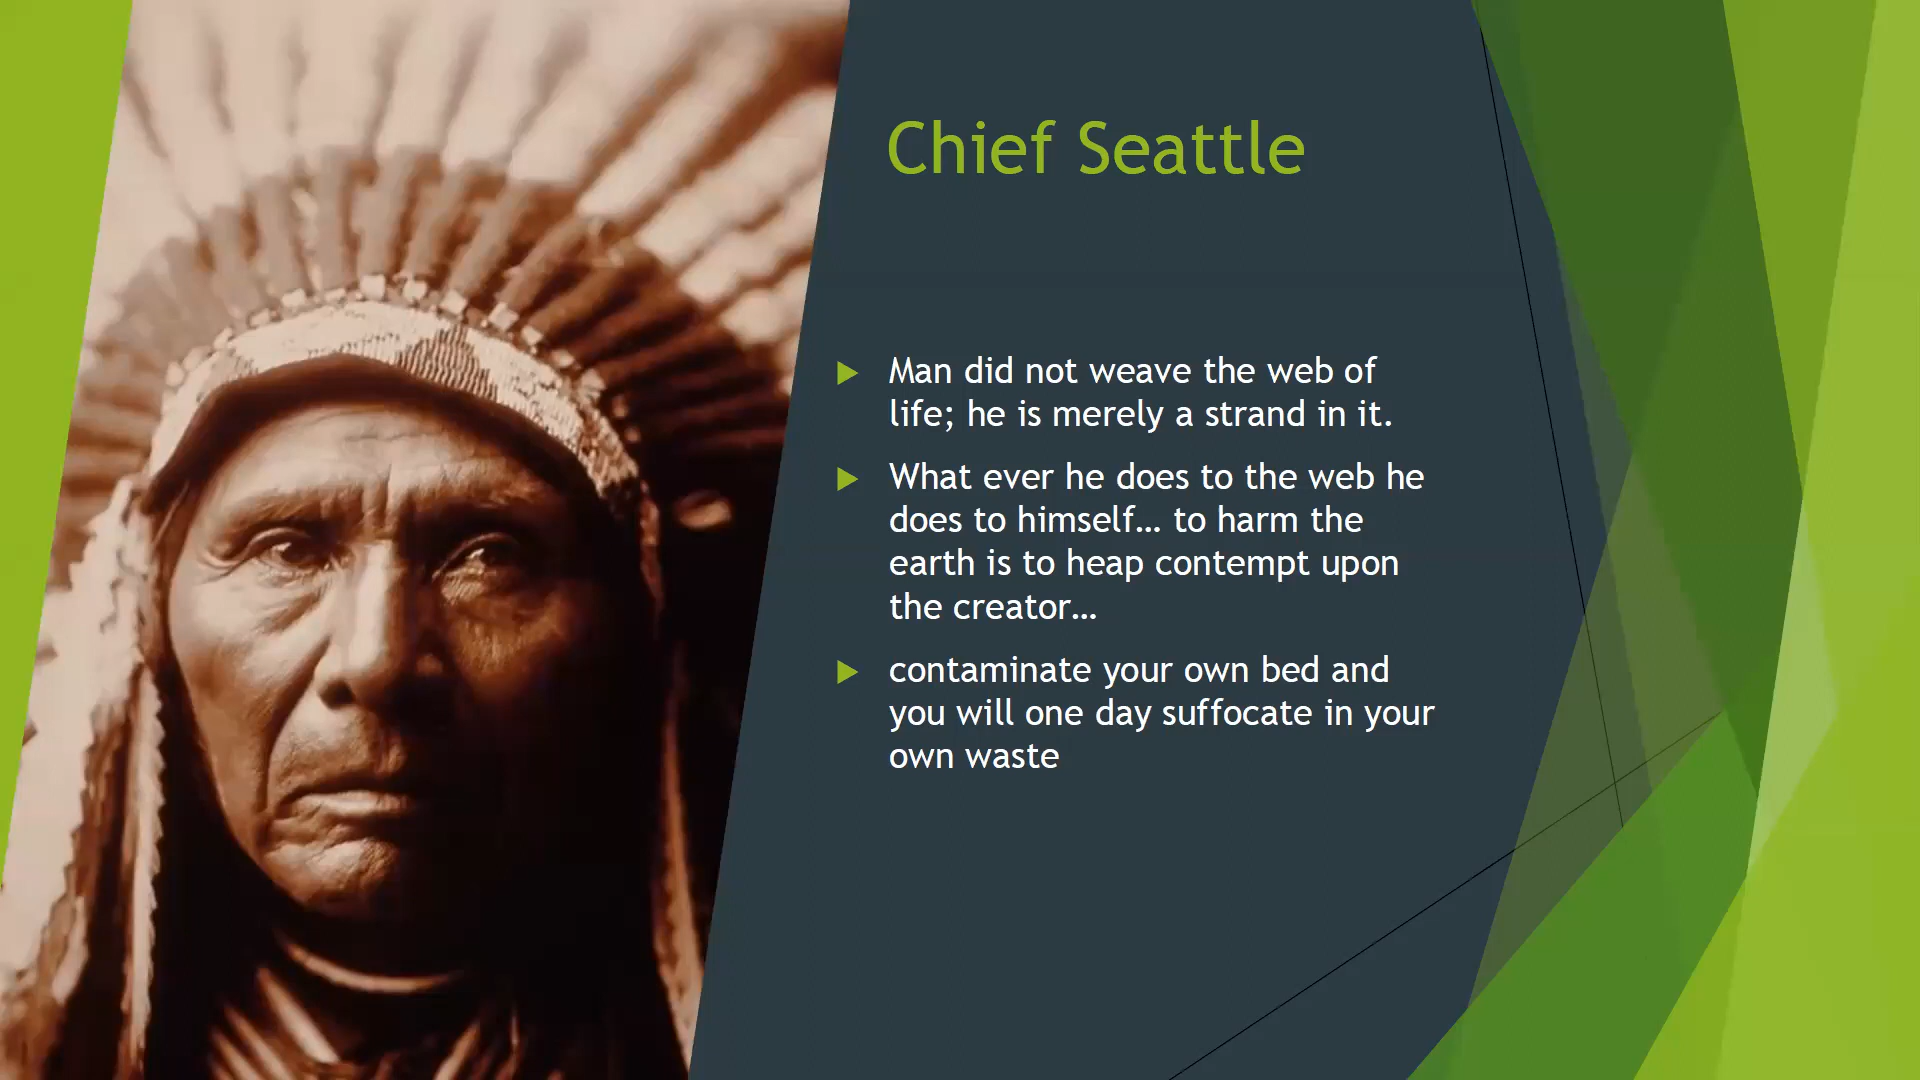 Chief Seattle
Man did not weave the web of
life; he is merely a strand in it.
What ever he does to the web he
does to himself… to harm the
earth is to heap contempt upon
the creator…
contaminate your own bed and
you will one day suffocate in your
own waste